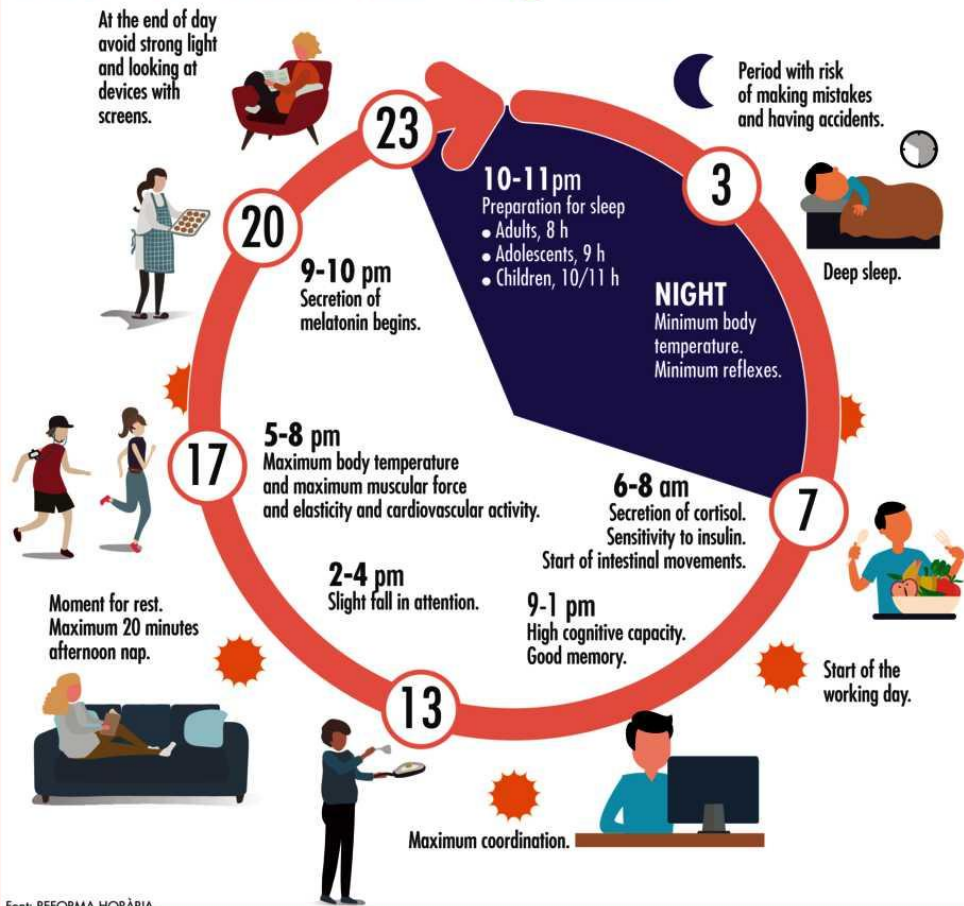 At the end of day
avoid strong light
and looking at
devices with
screens.
23
10-11pm
Preparation for sleep
• Adults, 8 h
• Adolescents, 9 h
• Children, 10/11 h
Period with risk
of making mistakes
and having accidents.
3
Deep sleep.
NIGHT
Minimum body
temperature.
Minimum reflexes.
20
9-10 pm
Secretion of
melatonin begins.
17
5-8 pm
Maximum body temperature
and maximum muscular force
and elasticity and cardiovascular activity.
6-8 am
Secretion of cortisol.
Sensitivity to insulin.
Start of intestinal movements.
7
2-4 pm
Slight fall in attention.
9-1 pm
High cognitive capacity.
Good memory.
Moment for rest.
Maximum 20 minutes
afternoon nap.
Start of the
working day.
13
Maximum coordination.
Font: REFORMA HORÀRIA